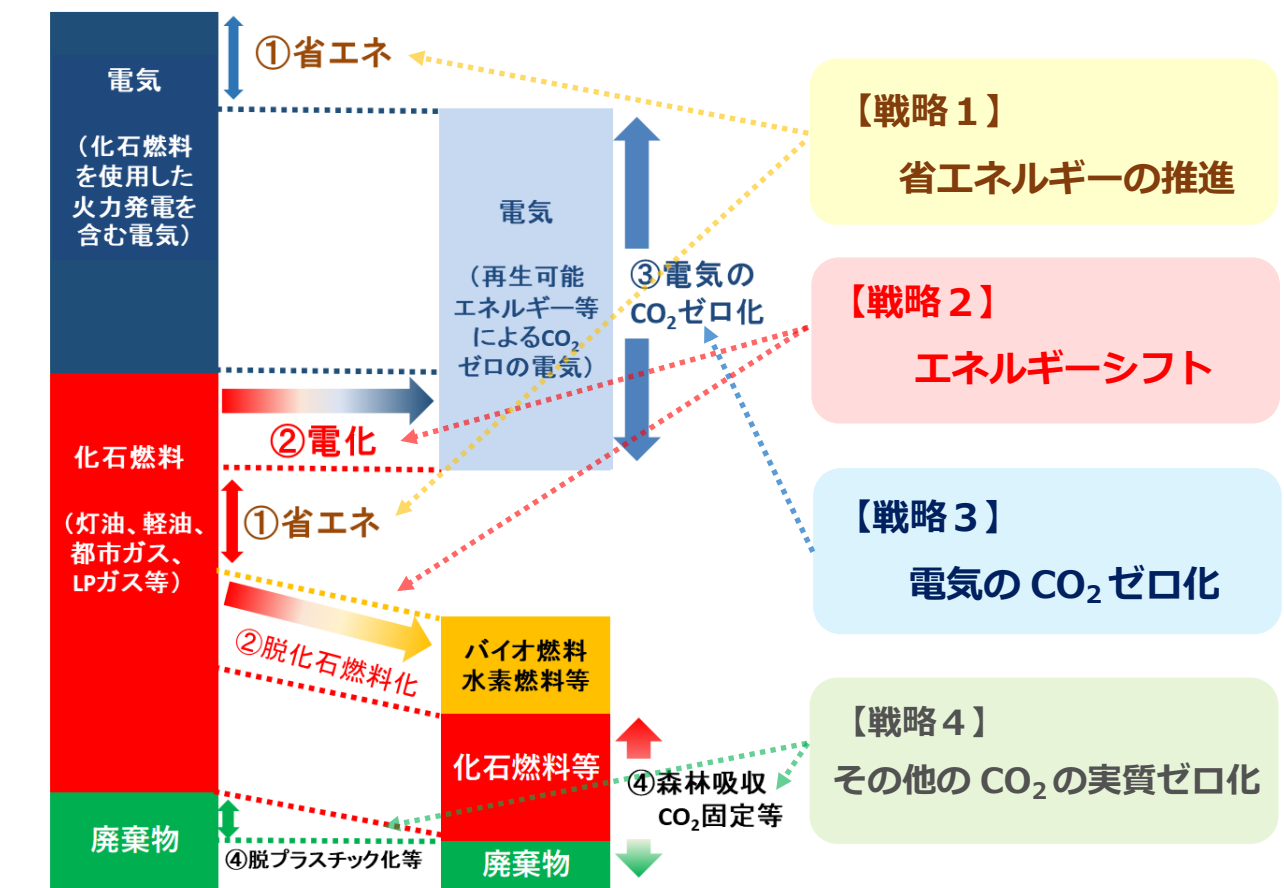 電気
（化石燃料
を使用した
火力発電を
含む電気）
化石燃料
（灯油、軽油、
都市ガス、
LPガス等）
廃棄物
①省エネ
②電化
①省エネ
②脱化石燃料化
④脱プラスチック化等
電気
（再生可能
エネルギー等
によるCO₂
ゼロの電気）
バイオ燃料
水素燃料等
化石燃料等
廃棄物
③電気の
CO₂ゼロ化
④森林吸収
CO₂固定等
【戦略１】
省エネルギーの推進
【戦略２】
エネルギーシフト
【戦略３】
電気の CO₂ ゼロ化
【戦略４】
その他の CO₂ の実質ゼロ化